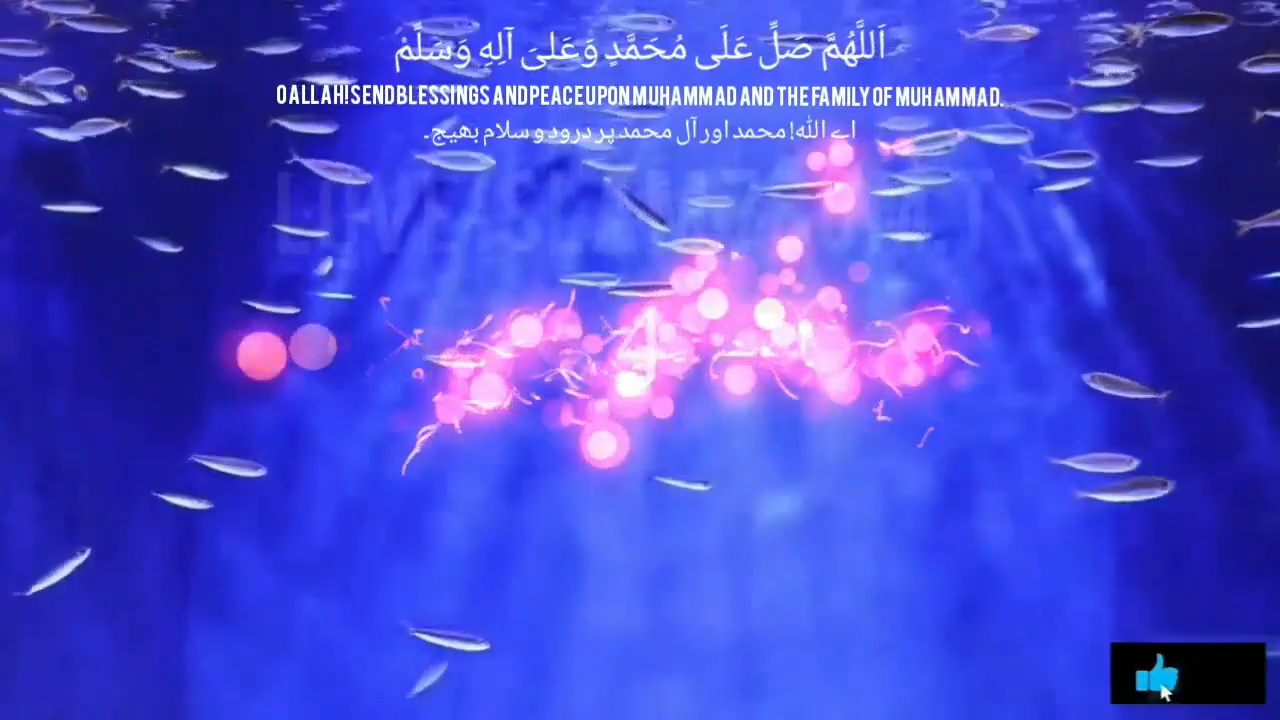 اَللَّهُمَّ صَلِّ عَلَى مُحَمَّدٍ وَعَلىَ آلِهِ وَسَلِّمْ
O ALLAH! SEND BLESSINGS AND PEACE UPON MUHAMMAD AND THE FAMILY OF MUHAMMAD.
اے اللہ! محمد اور آل محمد پر درود و سلام بھیج۔